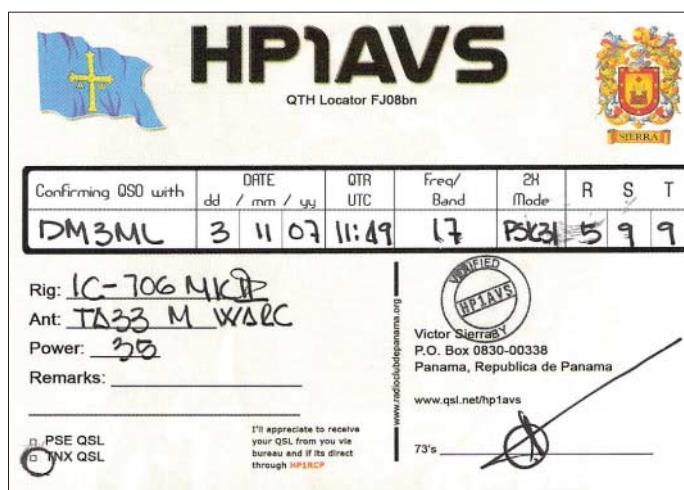 HP1AVS
QTH Locator FJ08bn
SIERRA
Confirming QSO with
DATE
dd / mm / yy
QTR
UTC
Freq/
Band
2X
Mode
R S T
DM3ML 3 11 07 11:49 17 PSK31 5 9 9
Rig: IC-706 MKII
Ant: TA33 M WARC
Power: 35
Remarks:
PSE QSL
TNX QSL
I'll appreciate to receive
your QSL from you via
bureau and if its direct
through HP1RCP
www.radioclubdepanama.org
VERIFIED
HP1AVS
BY
Victor Sierra
P.O. Box 0830-00338
Panama, Republica de Panama
www.qsl.net/hp1avs
73's